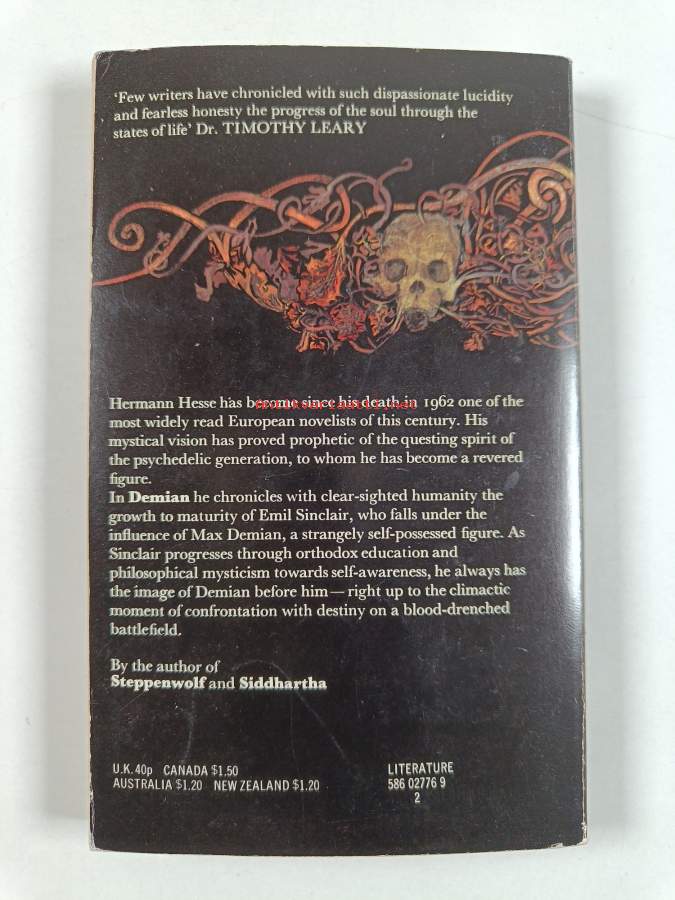 ‘Few writers have chronicled with such dispassionate lucidity
and fearless honesty the progress of the soul through the
states of life’ Dr. TIMOTHY LEARY
Hermann Hesse has become since his death in 1962 one of the
most widely read European novelists of this century. His
mystical vision has proved prophetic of the questing spirit of
the psychedelic generation, to whom he has become a revered
figure.
In Demian he chronicles with clear-sighted humanity the
growth to maturity of Emil Sinclair, who falls under the
influence of Max Demian, a strangely self-possessed figure. As
Sinclair progresses through orthodox education and
philosophical mysticism towards self-awareness, he always has
the image of Demian before him — right up to the climactic
moment of confrontation with destiny on a blood-drenched
battlefield.
By the author of
Steppenwolf and Siddhartha
U.K. 40p CANADA $1.50
AUSTRALIA $1.20 NEW ZEALAND $1.20
LITERATURE
586 02776 9
2